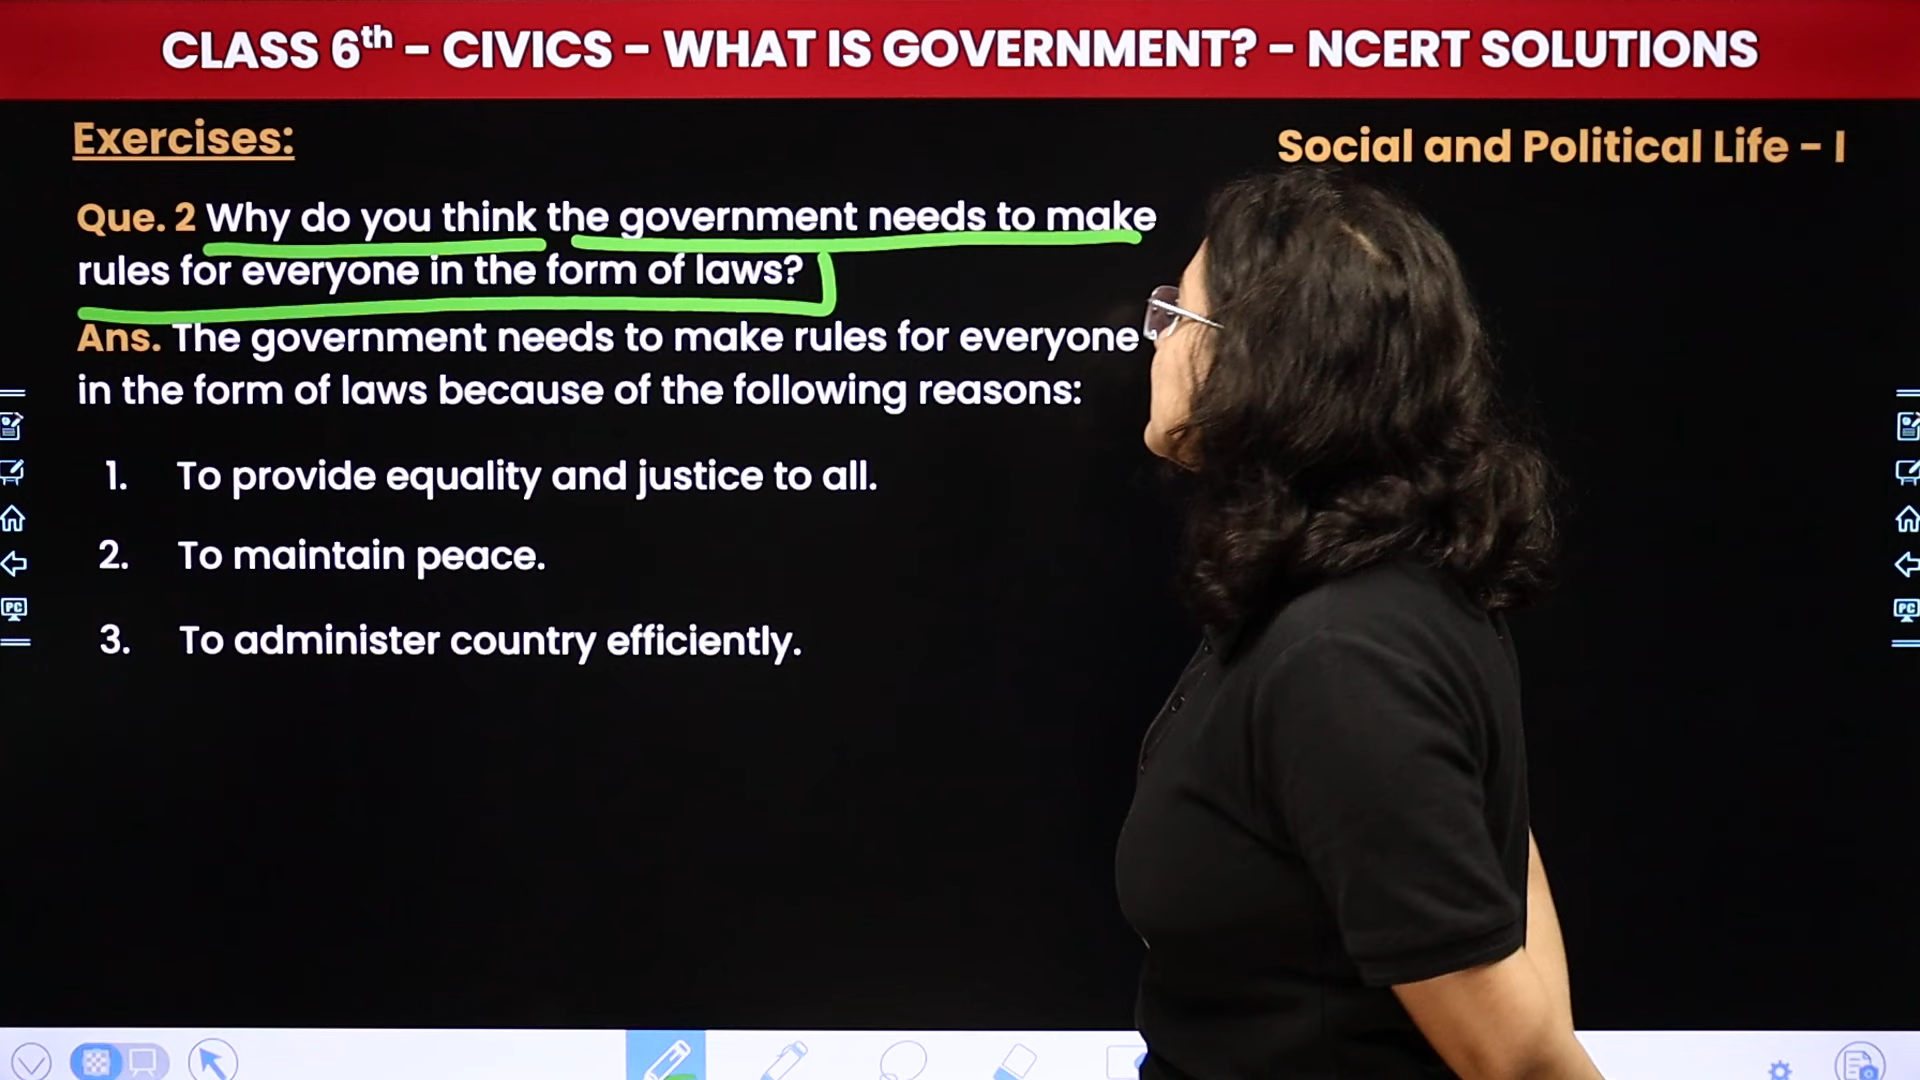 CLASS 6th - CIVICS - WHAT IS GOVERNMENT? - NCERT SOLUTIONS
Exercises:
Social and Political Life - I
Que. 2 Why do you think the government needs to make
rules for everyone in the form of laws?
Ans. The government needs to make rules for everyone
in the form of laws because of the following reasons:
1. To provide equality and justice to all.
2. To maintain peace.
3. To administer country efficiently.
PC
PC